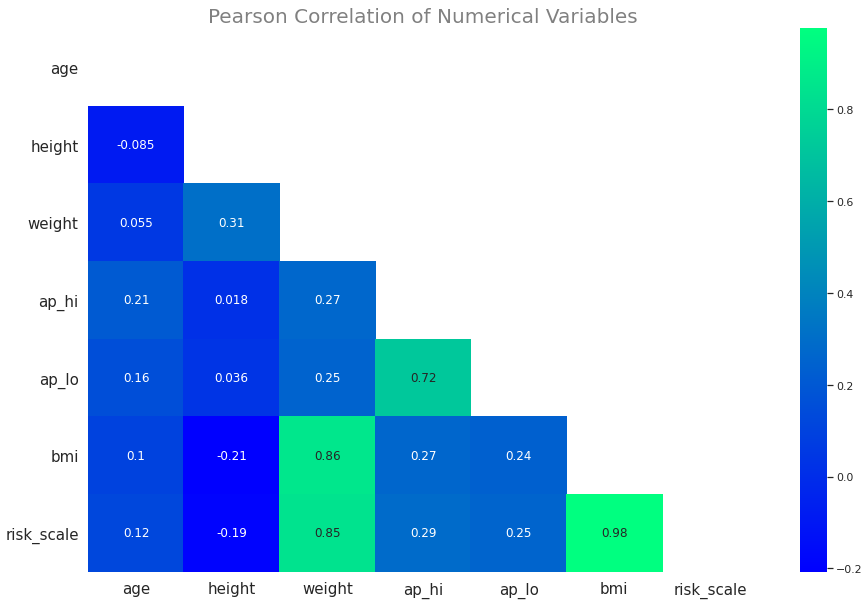 Pearson Correlation of Numerical Variables
age
height -0.085
weight 0.055 0.31
ap_hi 0.21 0.018 0.27
ap_lo 0.16 0.036 0.25 0.72
bmi 0.1 -0.21 0.86 0.27 0.24
risk_scale 0.12 -0.19 0.85 0.29 0.25 0.98
age height weight ap_hi ap_lo bmi risk_scale
0.8
0.6
0.4
0.2
0.0
−0.2